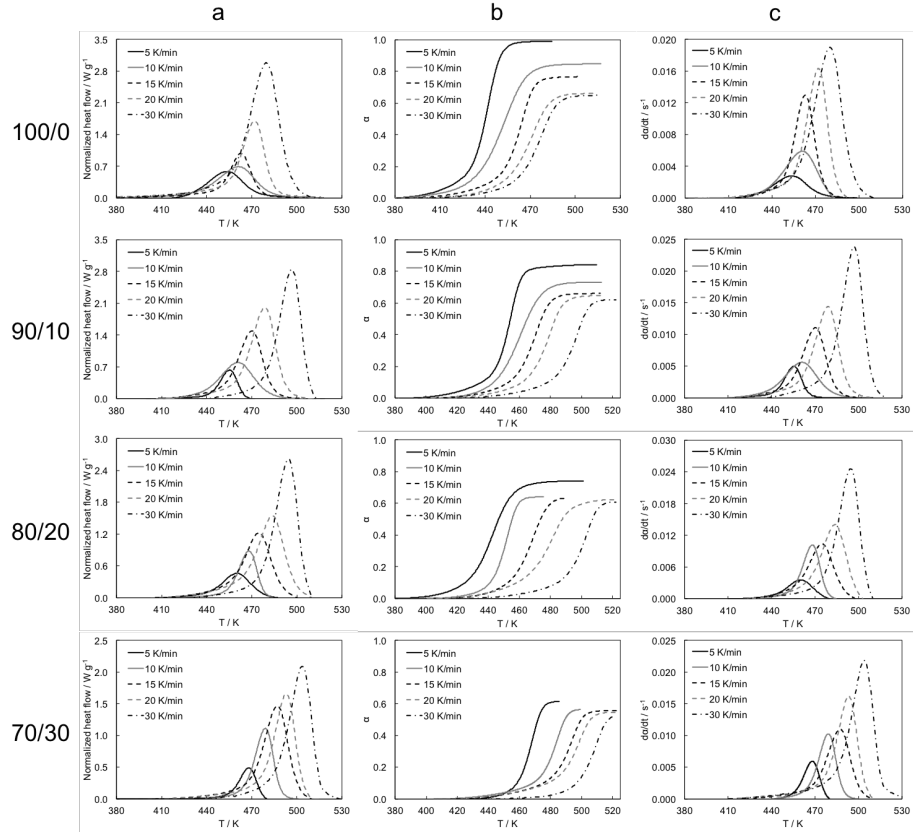 a
b
c
100/0
Normalized heat flow / W g⁻¹
3.5
2.8
2.1
1.4
0.7
0.0
5 K/min
10 K/min
15 K/min
20 K/min
30 K/min
380 410 440 470 500 530
T / K
α
1.0
0.8
0.6
0.4
0.2
0.0
5 K/min
10 K/min
15 K/min
20 K/min
30 K/min
380 400 420 440 460 480 500 520
T / K
dα/dt / s⁻¹
0.020
0.016
0.012
0.008
0.004
0.000
5 K/min
10 K/min
15 K/min
20 K/min
30 K/min
380 410 440 470 500 530
T / K
90/10
Normalized heat flow / W g⁻¹
3.5
2.8
2.1
1.4
0.7
0.0
5 K/min
10 K/min
15 K/min
20 K/min
30 K/min
380 410 440 470 500 530
T / K
α
1.0
0.8
0.6
0.4
0.2
0.0
5 K/min
10 K/min
15 K/min
20 K/min
30 K/min
380 400 420 440 460 480 500 520
T / K
dα/dt / s⁻¹
0.025
0.020
0.015
0.010
0.005
0.000
5 K/min
10 K/min
15 K/min
20 K/min
30 K/min
380 410 440 470 500 530
T / K
80/20
Normalized heat flow / W g⁻¹
3.0
2.4
1.8
1.2
0.6
0.0
5 K/min
10 K/min
15 K/min
20 K/min
30 K/min
380 410 440 470 500 530
T / K
α
1.0
0.8
0.6
0.4
0.2
0.0
5 K/min
10 K/min
15 K/min
20 K/min
30 K/min
380 400 420 440 460 480 500 520
T / K
dα/dt / s⁻¹
0.030
0.024
0.018
0.012
0.006
0.000
5 K/min
10 K/min
15 K/min
20 K/min
30 K/min
380 410 440 470 500 530
T / K
70/30
Normalized heat flow / W g⁻¹
2.5
2.0
1.5
1.0
0.5
0.0
5 K/min
10 K/min
15 K/min
20 K/min
30 K/min
380 410 440 470 500 530
T / K
α
1.0
0.8
0.6
0.4
0.2
0.0
5 K/min
10 K/min
15 K/min
20 K/min
30 K/min
380 400 420 440 460 480 500 520
T / K
dα/dt / s⁻¹
0.025
0.020
0.015
0.010
0.005
0.000
5 K/min
10 K/min
15 K/min
20 K/min
30 K/min
380 410 440 470 500 530
T / K